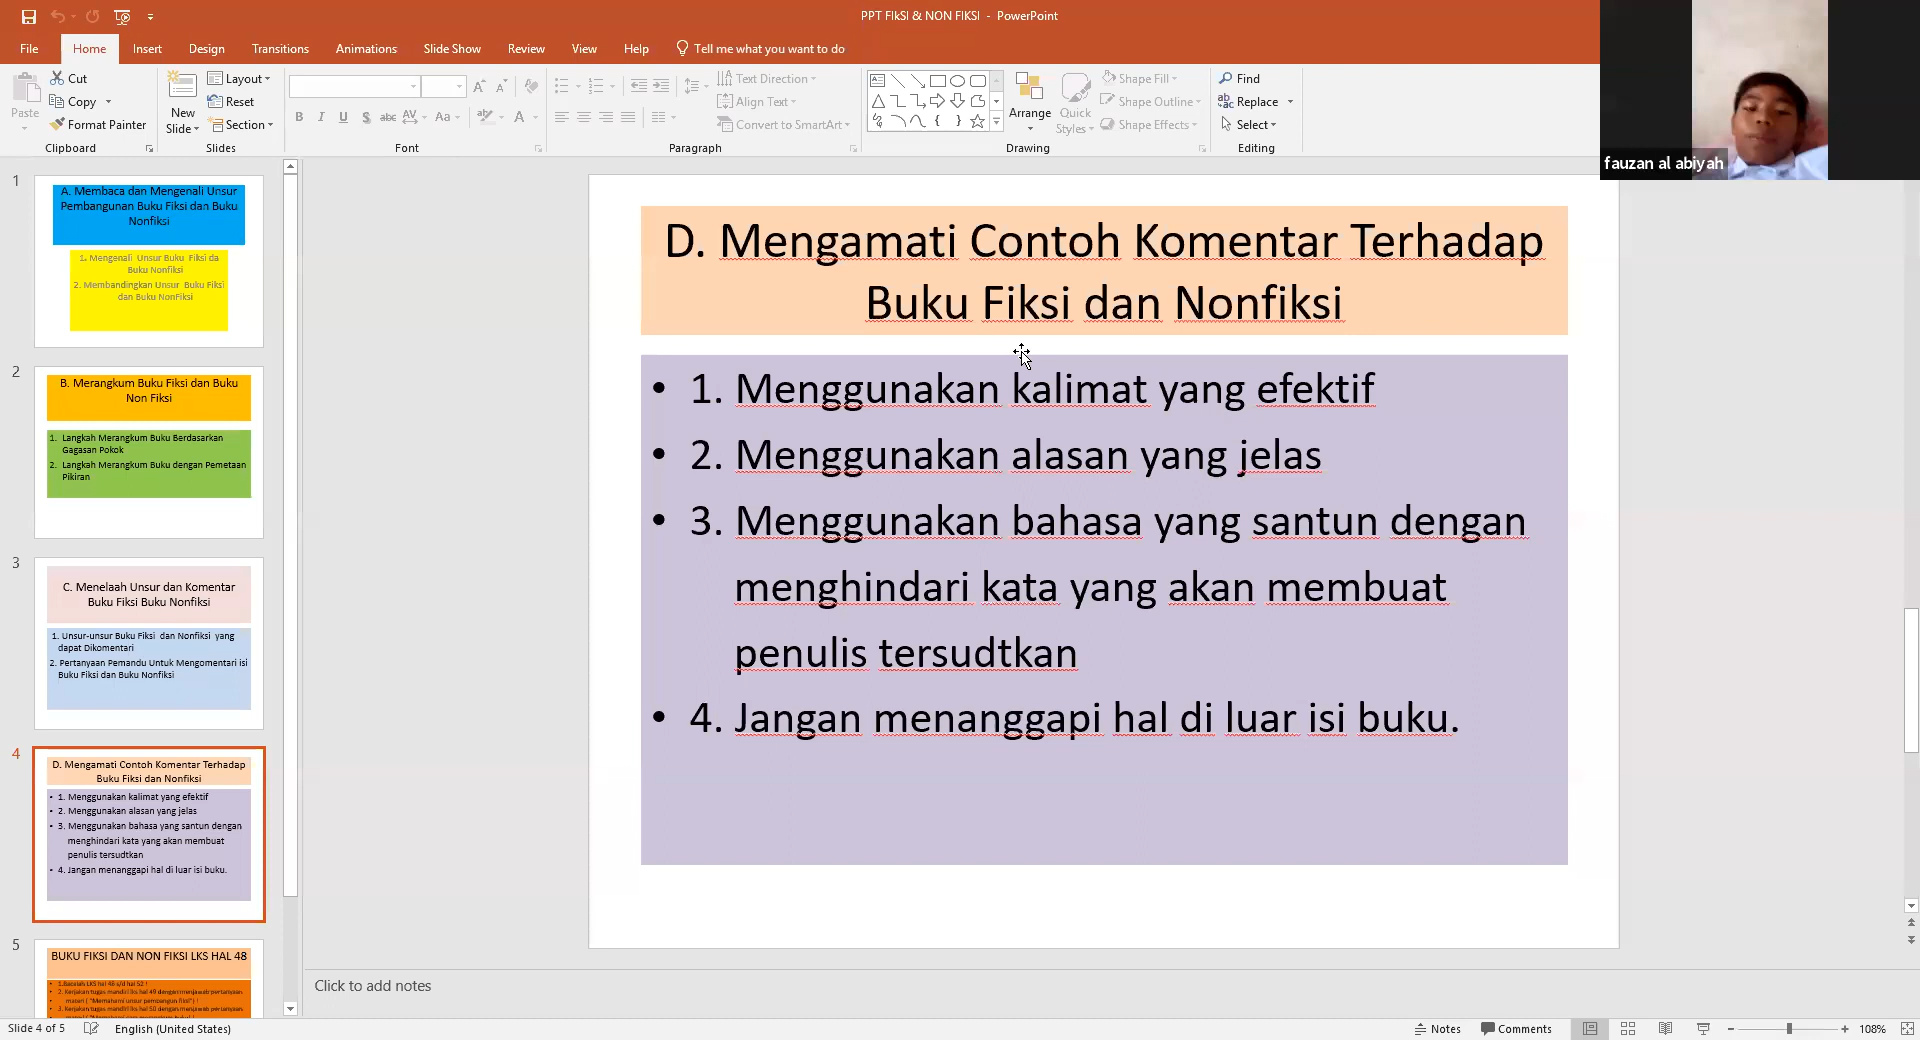 PPT FIkSI & NON FIKSI - PowerPoint
File Home Insert Design Transitions Animations Slide Show Review View Help Tell me what you want to do
Paste
Cut
Copy
Format Painter
Clipboard
New
Slide
Layout
Reset
Section
Slides
Font
Text Direction
Align Text
Convert to SmartArt
Paragraph
Arrange
Quick
Styles
Shape Fill
Shape Outline
Shape Effects
Drawing
Find
Replace
Select
Editing
fauzan al abiyah
1
A. Membaca dan Mengenali Unsur
Pembangunan Buku Fiksi dan Buku
Nonfiksi
1. Mengenali Unsur Buku Fiksi da
Buku Nonfiksi
2. Membandingkan Unsur Buku Fiksi
dan Buku NonFiksi
2
B. Merangkum Buku Fiksi dan Buku
Non Fiksi
1. Langkah Merangkum Buku Berdasarkan
Gagasan Pokok
2. Langkah Merangkum Buku dengan Pemetaan
Pikiran
3
C. Menelaah Unsur dan Komentar
Buku Fiksi Buku Nonfiksi
1. Unsur-unsur Buku Fiksi dan Nonfiksi yang
dapat Dikomentari
2. Pertanyaan Pemandu Untuk Mengomentari isi
Buku Fiksi dan Buku Nonfiksi
4
D. Mengamati Contoh Komentar Terhadap
Buku Fiksi dan Nonfiksi
• 1. Menggunakan kalimat yang efektif
• 2. Menggunakan alasan yang jelas
• 3. Menggunakan bahasa yang santun dengan
menghindari kata yang akan membuat
penulis tersudtkan
• 4. Jangan menanggapi hal di luar isi buku.
5
BUKU FIKSI DAN NON FIKSI LKS HAL 48
D. Mengamati Contoh Komentar Terhadap
Buku Fiksi dan Nonfiksi
• 1. Menggunakan kalimat yang efektif
• 2. Menggunakan alasan yang jelas
• 3. Menggunakan bahasa yang santun dengan
menghindari kata yang akan membuat
penulis tersudtkan
• 4. Jangan menanggapi hal di luar isi buku.
Click to add notes
Slide 4 of 5 English (United States) Notes Comments 108%